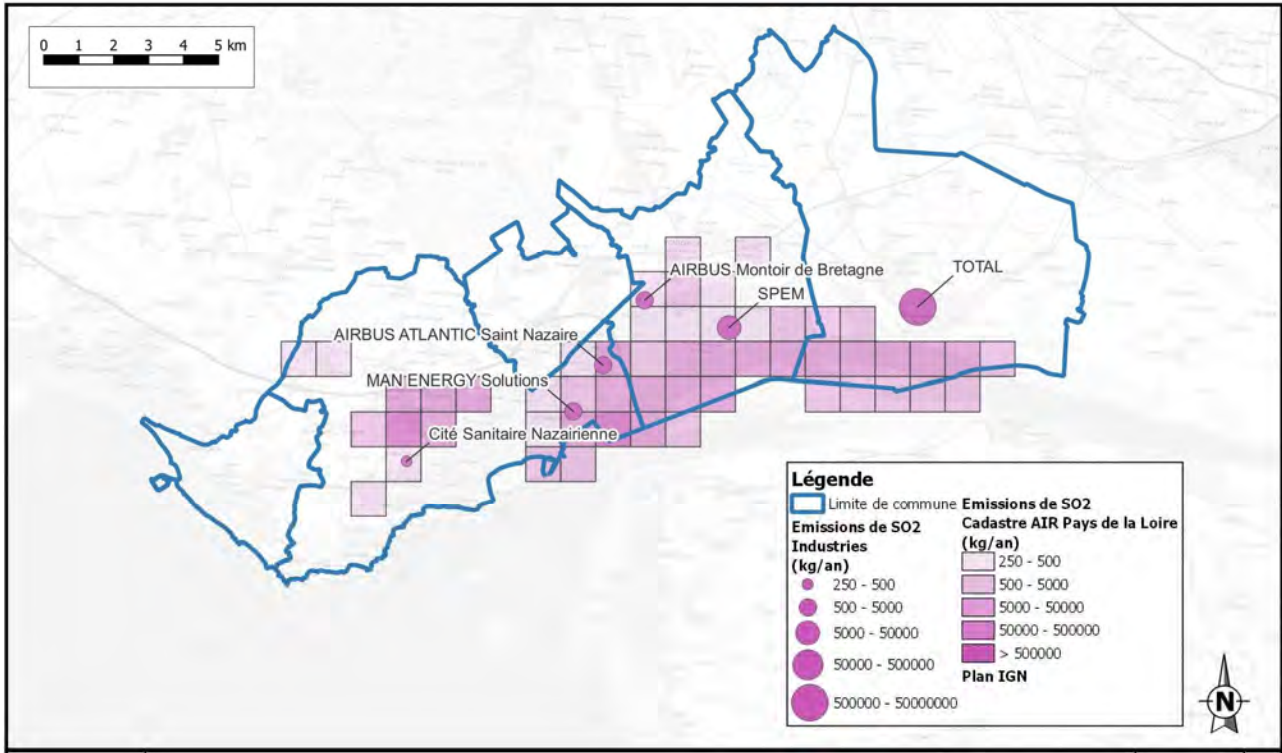 0 1 2 3 4 5 km
AIRBUS Montoir de Bretagne
TOTAL
SPEM
AIRBUS ATLANTIC Saint Nazaire
MAN ENERGY Solutions
Cité Sanitaire Nazairienne
Légende
Limite de commune
Emissions de SO2
Industries
(kg/an)
250 - 500
500 - 5000
5000 - 50000
50000 - 500000
500000 - 50000000
Emissions de SO2
Cadastre AIR Pays de la Loire
(kg/an)
250 - 500
500 - 5000
5000 - 50000
50000 - 500000
> 500000
Plan IGN
N